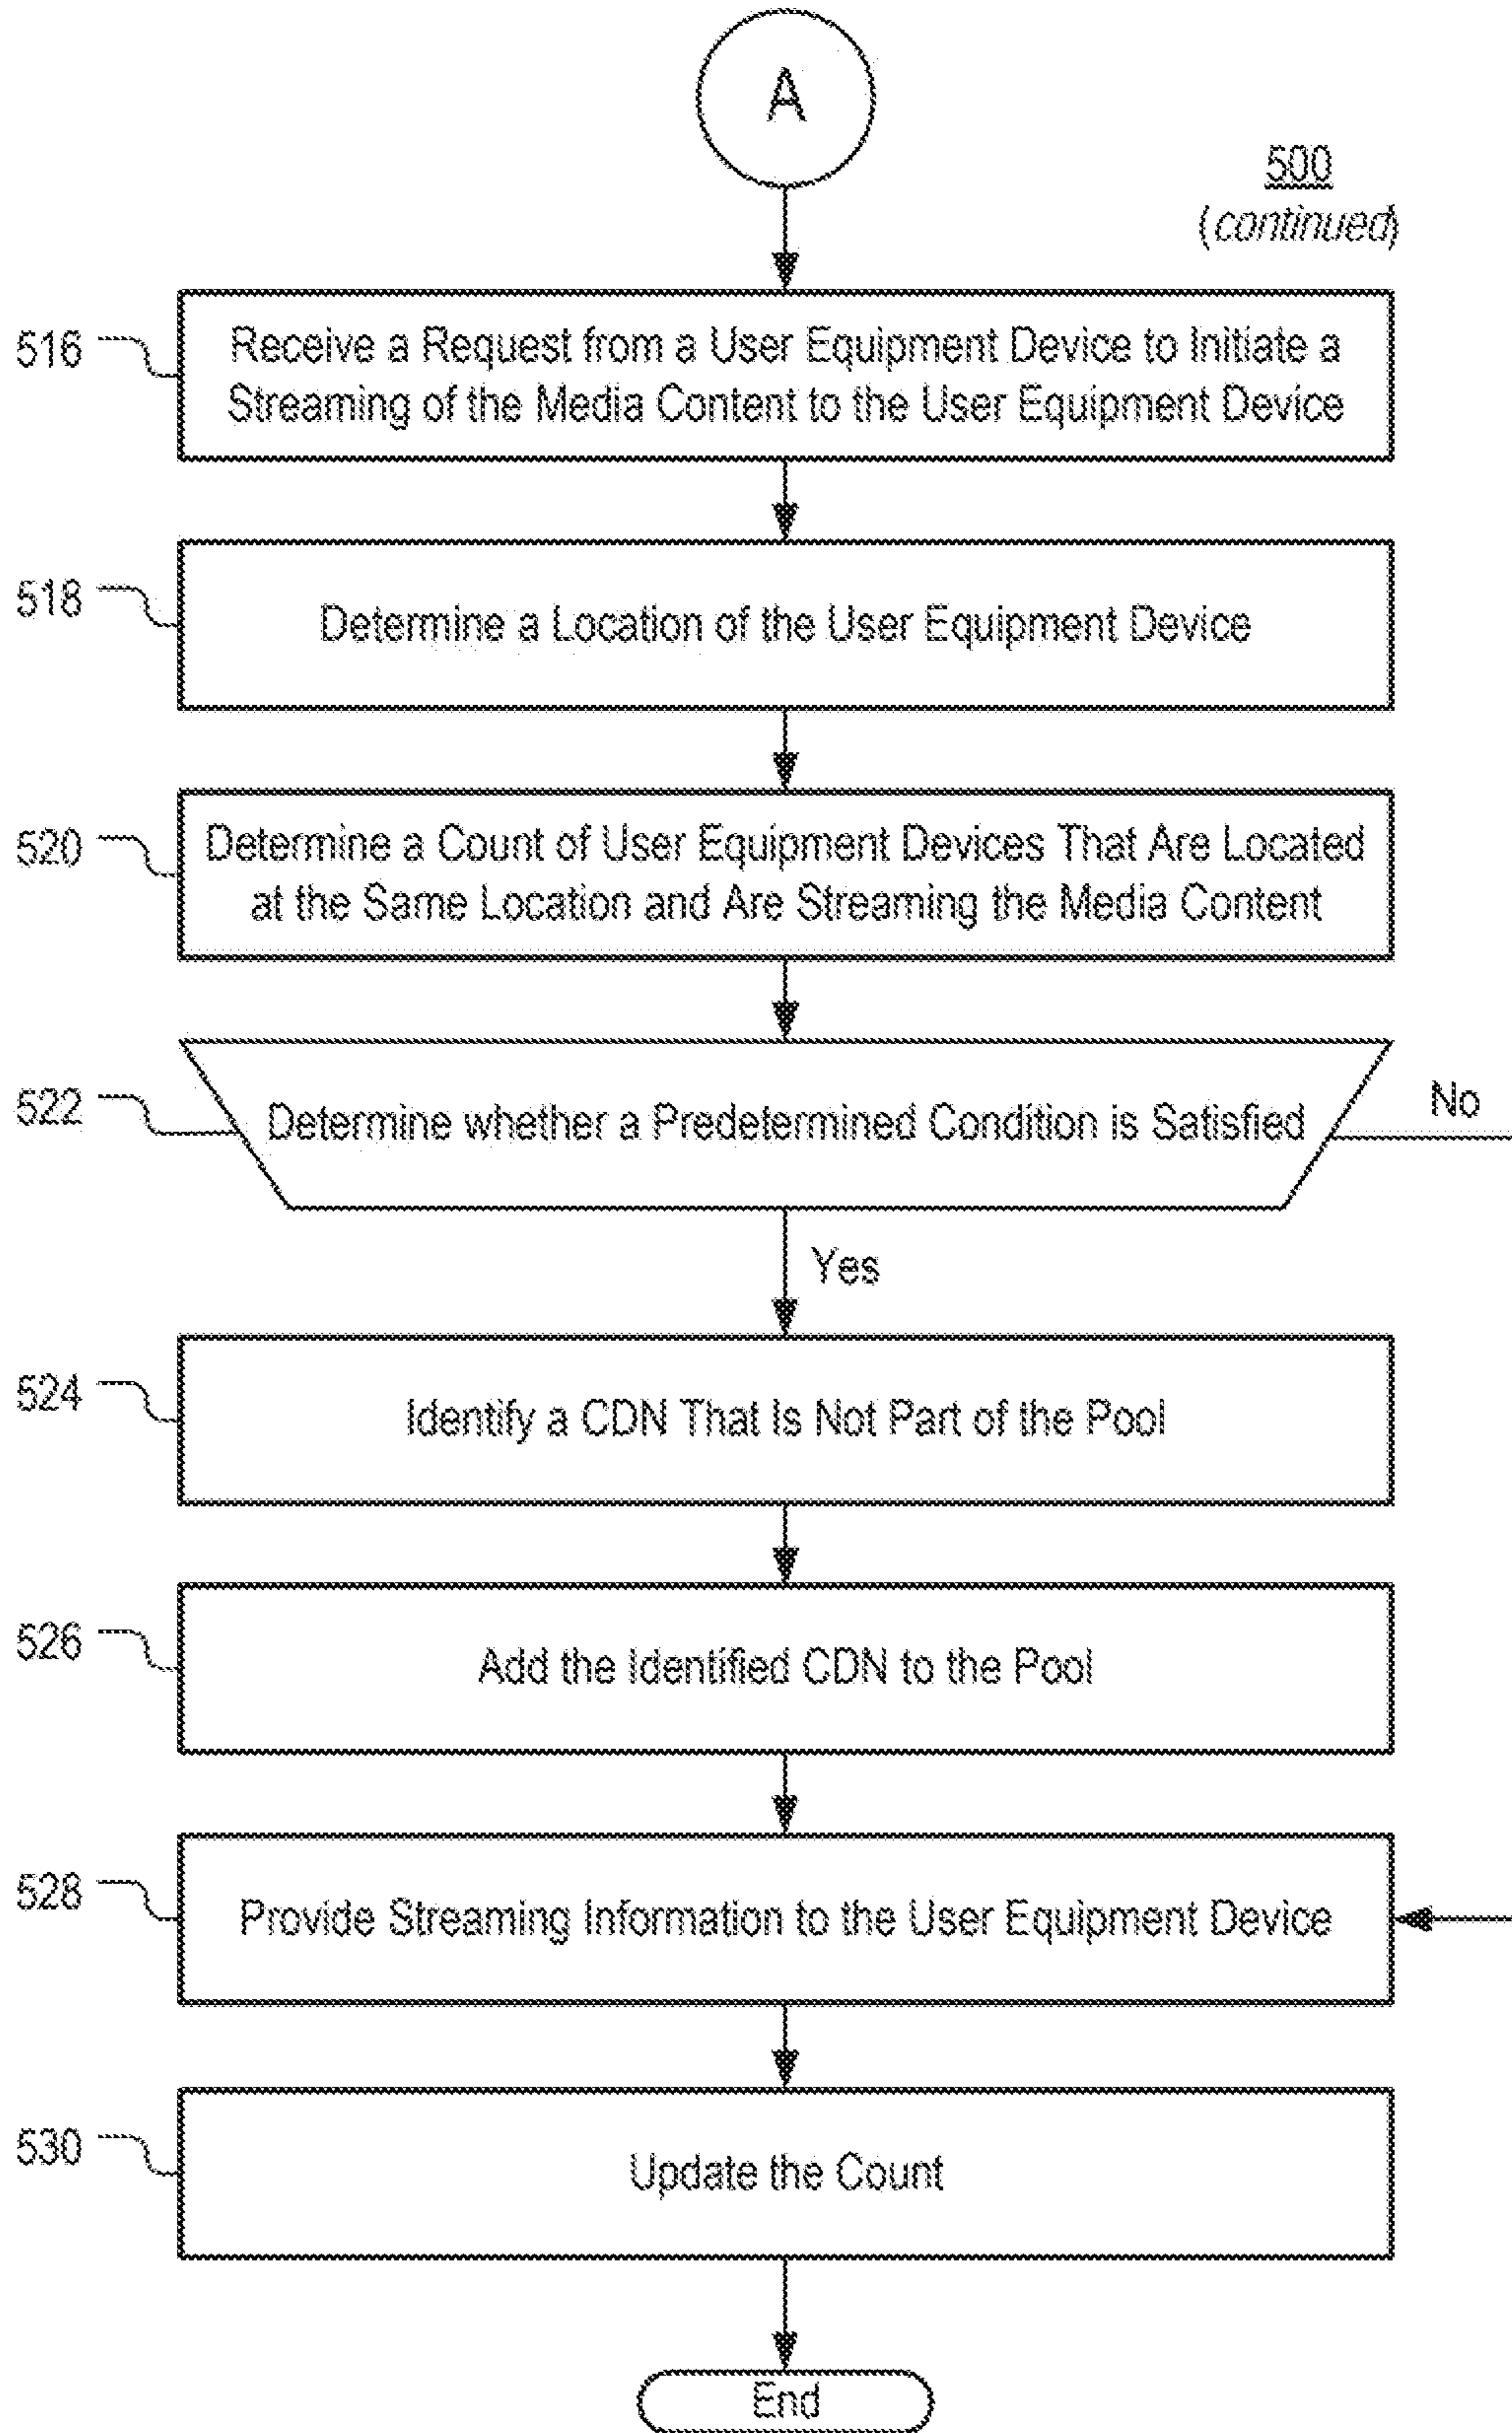 A
500
(continued)
516
Receive a Request from a User Equipment Device to Initiate a
Streaming of the Media Content to the User Equipment Device
518
Determine a Location of the User Equipment Device
520
Determine a Count of User Equipment Devices That Are Located
at the Same Location and Are Streaming the Media Content
522
Determine whether a Predetermined Condition is Satisfied
No
Yes
524
Identify a CDN That Is Not Part of the Pool
526
Add the Identified CDN to the Pool
528
Provide Streaming Information to the User Equipment Device
530
Update the Count
End